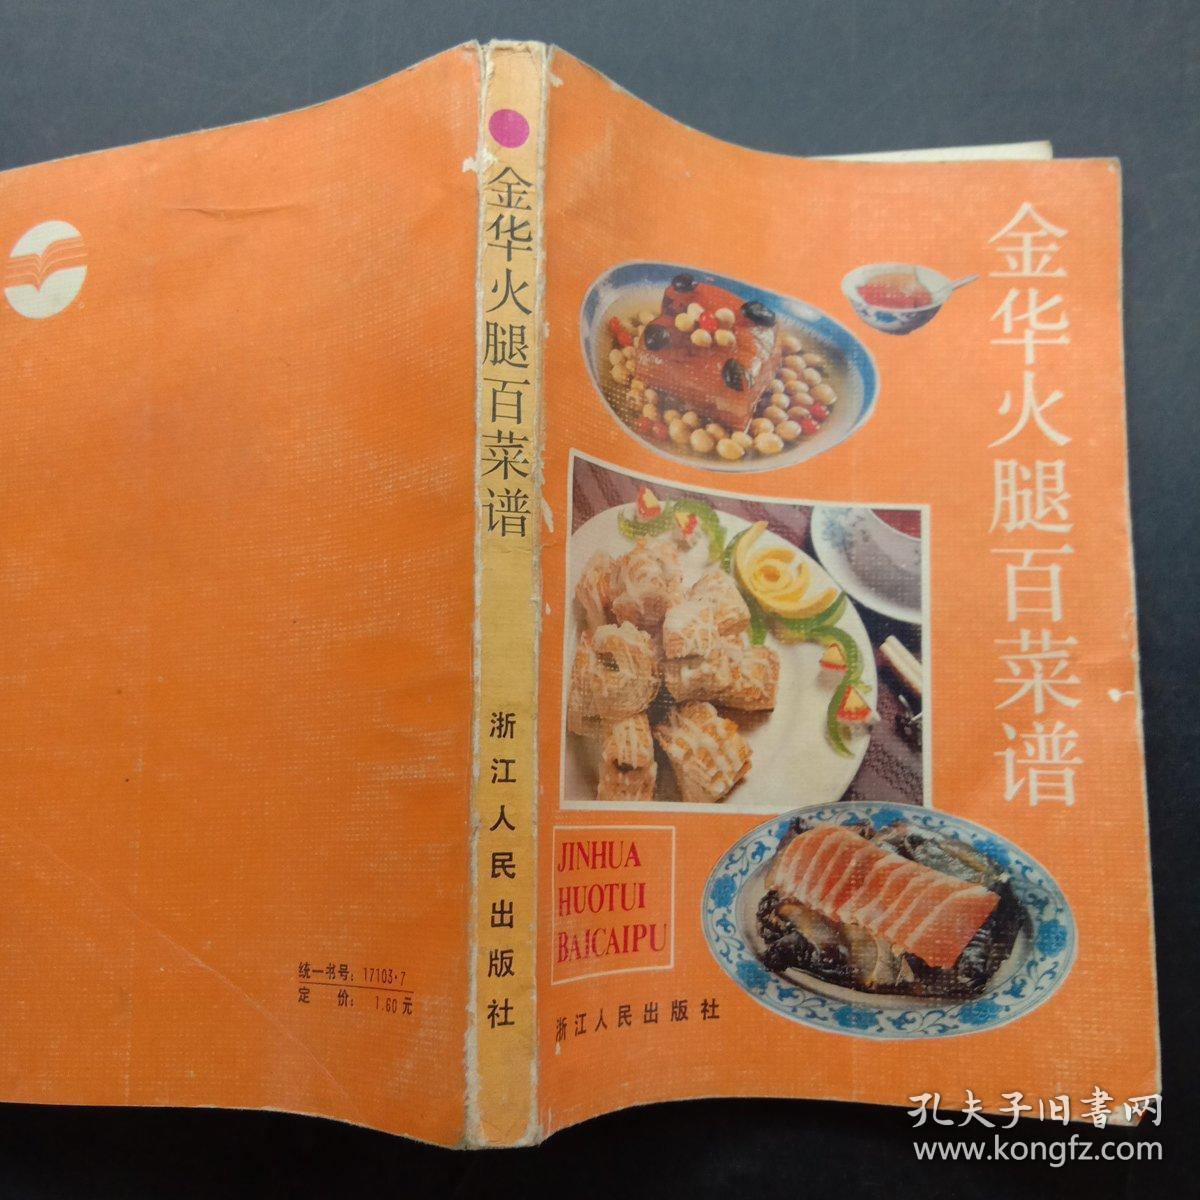 金华火腿百菜谱
浙江人民出版社
金华火腿百菜谱
JINHUA
HUOTUI
BAICAIPU
浙江人民出版社
统一书号：17103·7
定 价：1.60元
孔夫子旧書网
www.kongfz.com